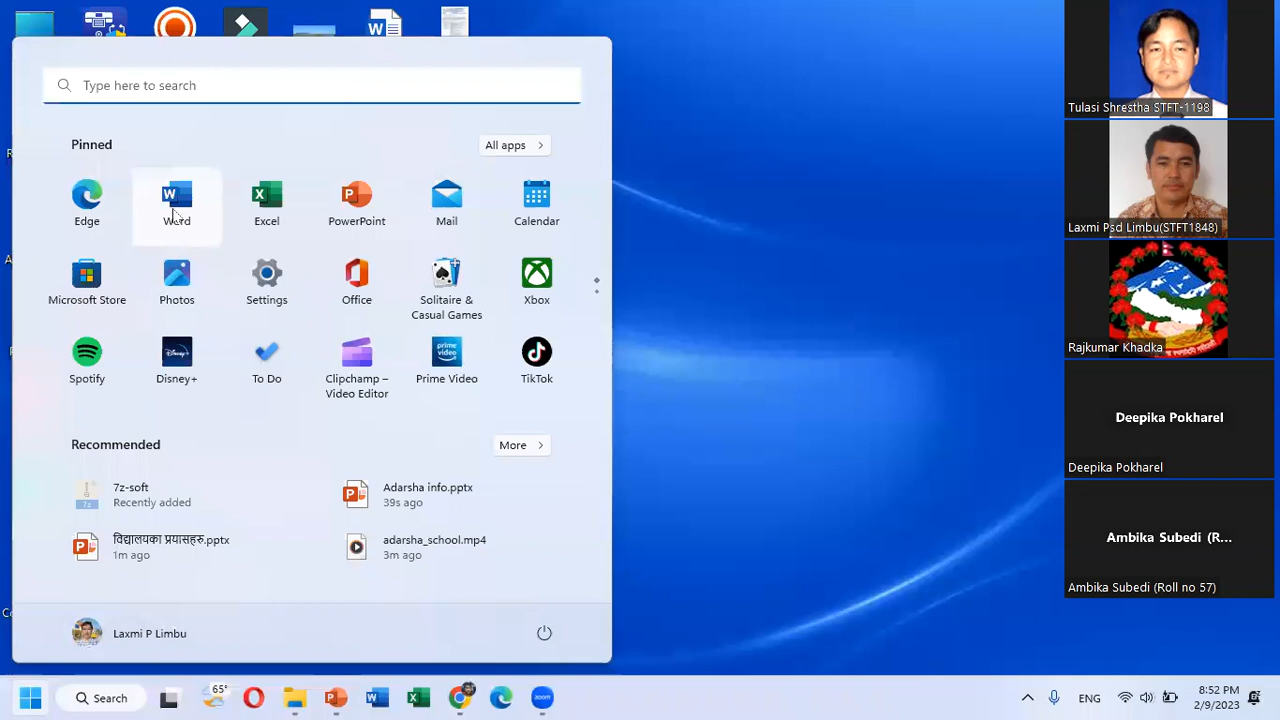 Type here to search
Pinned
All apps
Edge
Word
Excel
PowerPoint
Mail
Calendar
Microsoft Store
Photos
Settings
Office
Solitaire &
Casual Games
Xbox
Spotify
Disney+
To Do
Clipchamp –
Video Editor
prime
video
Prime Video
TikTok
Recommended
More
7z-soft
Recently added
Adarsha info.pptx
39s ago
विद्यालयका प्रयासहरु.pptx
1m ago
adarsha_school.mp4
3m ago
Laxmi P Limbu
Search
65°
zoom
ENG
8:52 PM
2/9/2023
Tulasi Shrestha STFT-1198
Laxmi Psd Limbu(STFT1848)
Rajkumar Khadka
Deepika Pokharel
Deepika Pokharel
Ambika Subedi (R...
Ambika Subedi (Roll no 57)